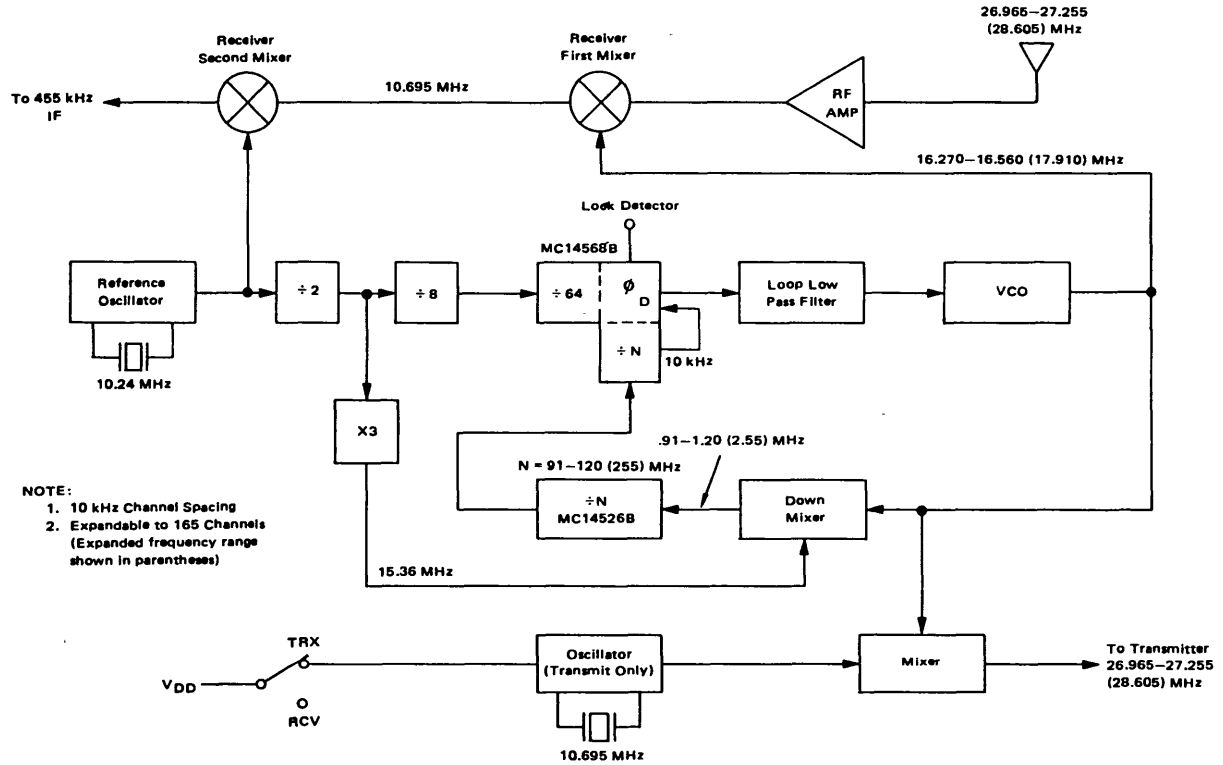 26.965–27.255
(28.605) MHz
Receiver
Second Mixer
Receiver
First Mixer
To 455 kHz
IF
10.695 MHz
RF
AMP
16.270–16.560 (17.910) MHz
Lock Detector
MC14568B
Reference
Oscillator
÷2
÷8
÷64
φ
D
Loop Low
Pass Filter
VCO
÷ N
10 kHz
10.24 MHz
X3
.91–1.20 (2.55) MHz
N = 91–120 (255) MHz
NOTE:
1. 10 kHz Channel Spacing
2. Expandable to 165 Channels
(Expanded frequency range
shown in parentheses)
÷N
MC14526B
Down
Mixer
15.36 MHz
TRX
VDD
RCV
Oscillator
(Transmit Only)
Mixer
To Transmitter
26.965–27.255
(28.605) MHz
10.695 MHz